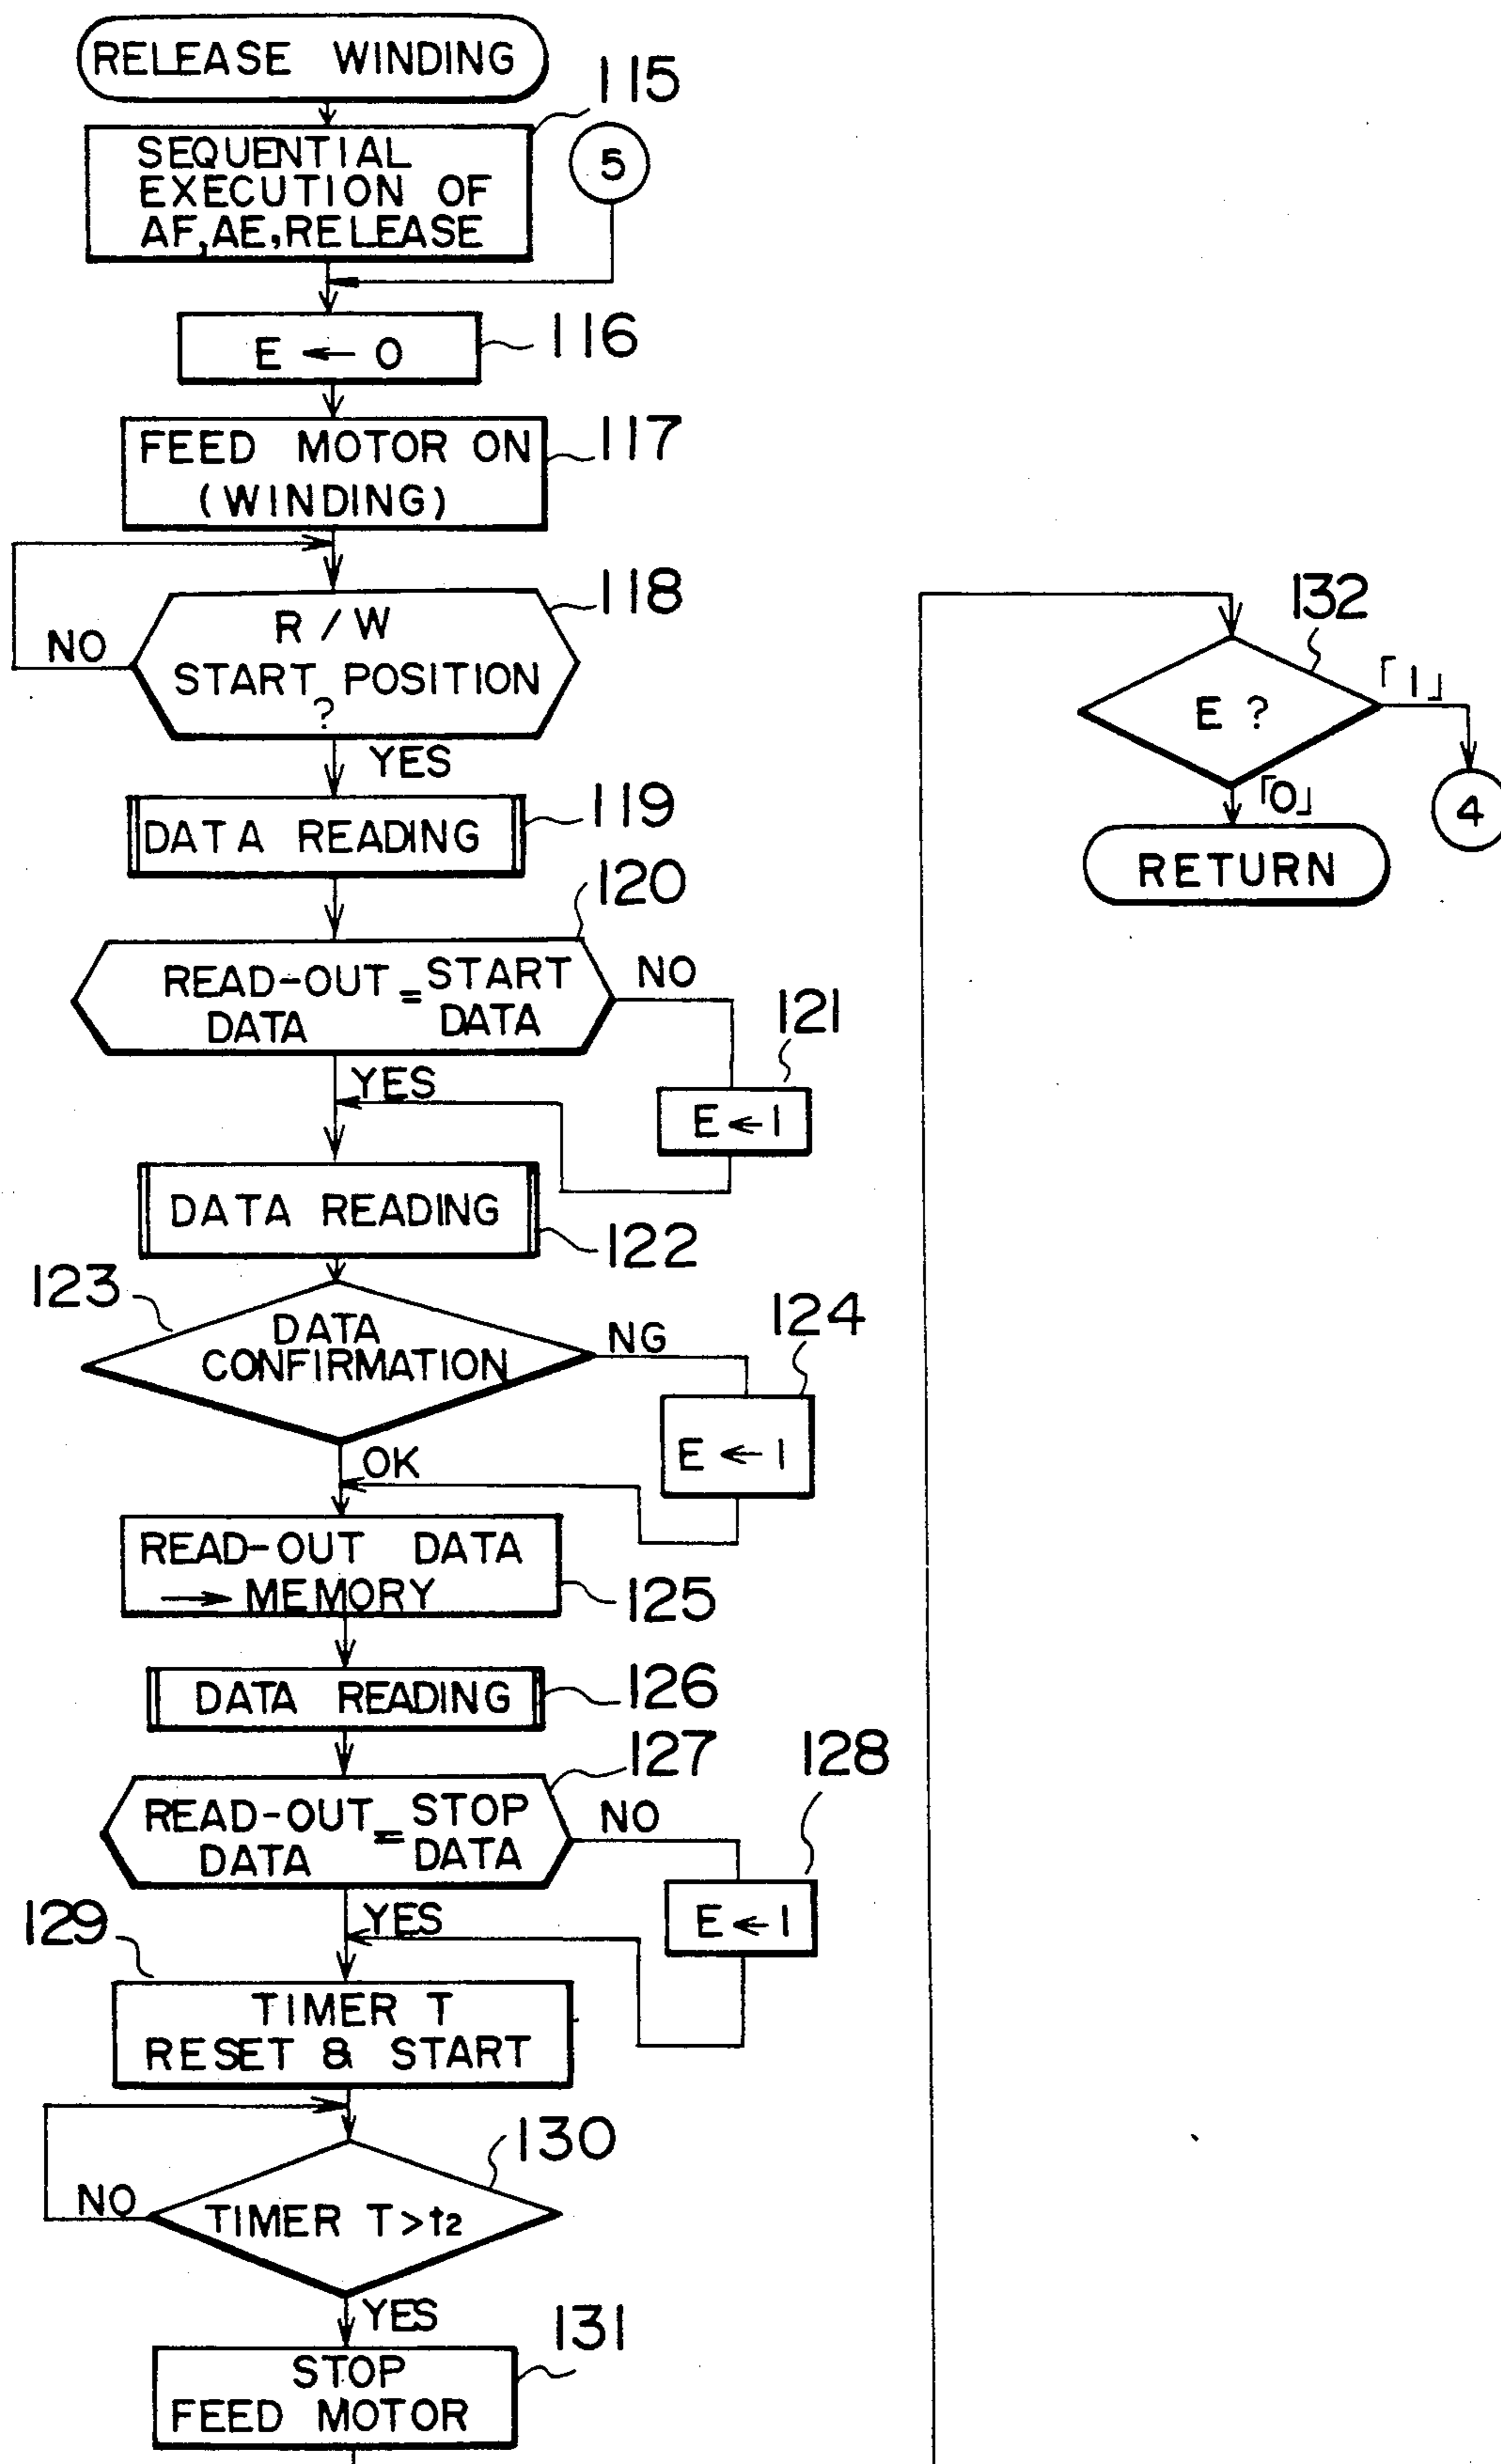 RELEASE WINDING
115
SEQUENTIAL
EXECUTION OF
AF,AE,RELEASE
5
116
E ← 0
117
FEED MOTOR ON
(WINDING)
118
R / W
START POSITION
?
NO
YES
119
DATA READING
120
READ-OUT = START
DATA DATA
NO
121
YES
E ← 1
DATA READING
122
123
DATA
CONFIRMATION
NG
124
OK
E ← 1
READ-OUT DATA
→ MEMORY
125
DATA READING
126
127
READ-OUT = STOP
DATA DATA
NO
128
YES
E ← 1
129
TIMER T
RESET & START
130
NO
TIMER T>t2
YES
131
STOP
FEED MOTOR
132
E ?
「1」
「0」
4
RETURN